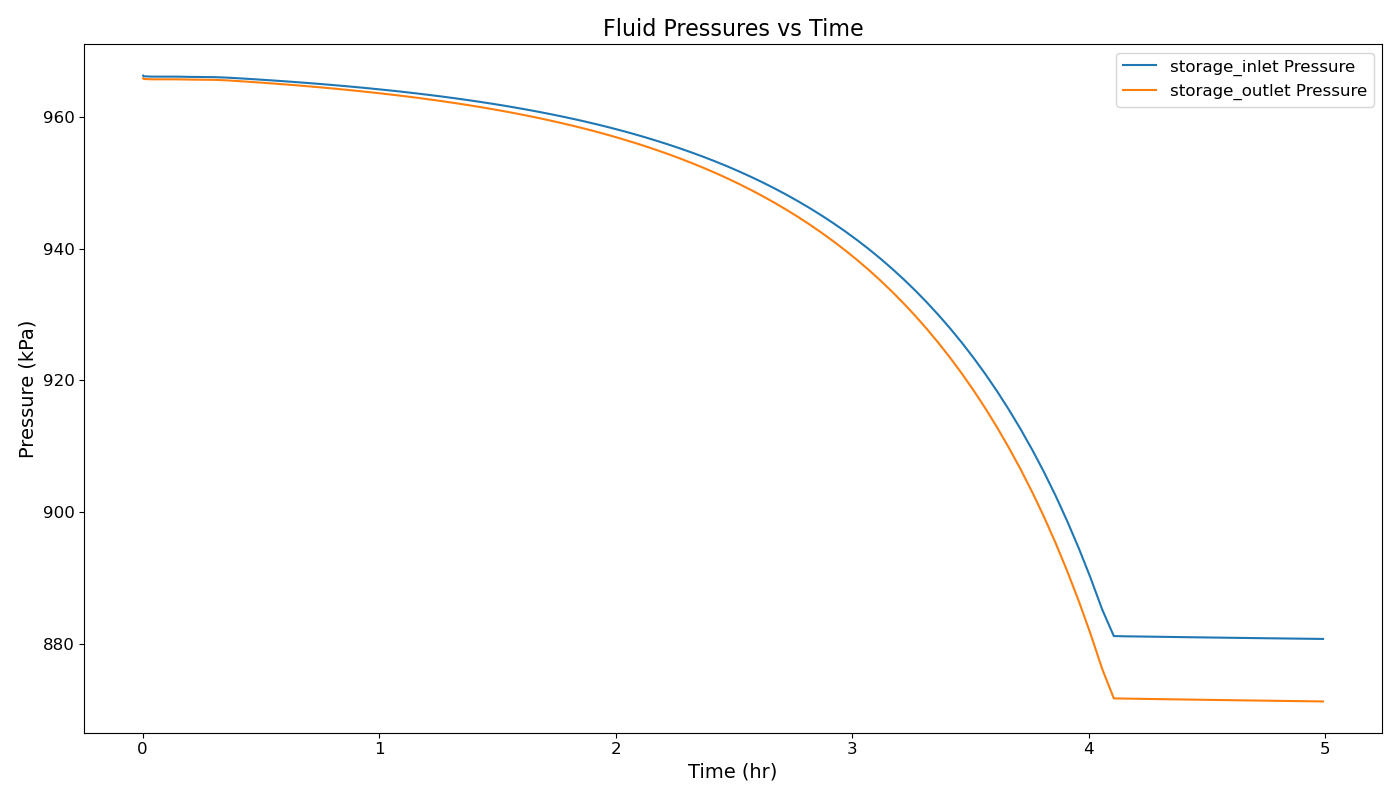 Fluid Pressures vs Time
storage_inlet Pressure
storage_outlet Pressure
Pressure (kPa)
960
940
920
900
880
0 1 2 3 4 5
Time (hr)